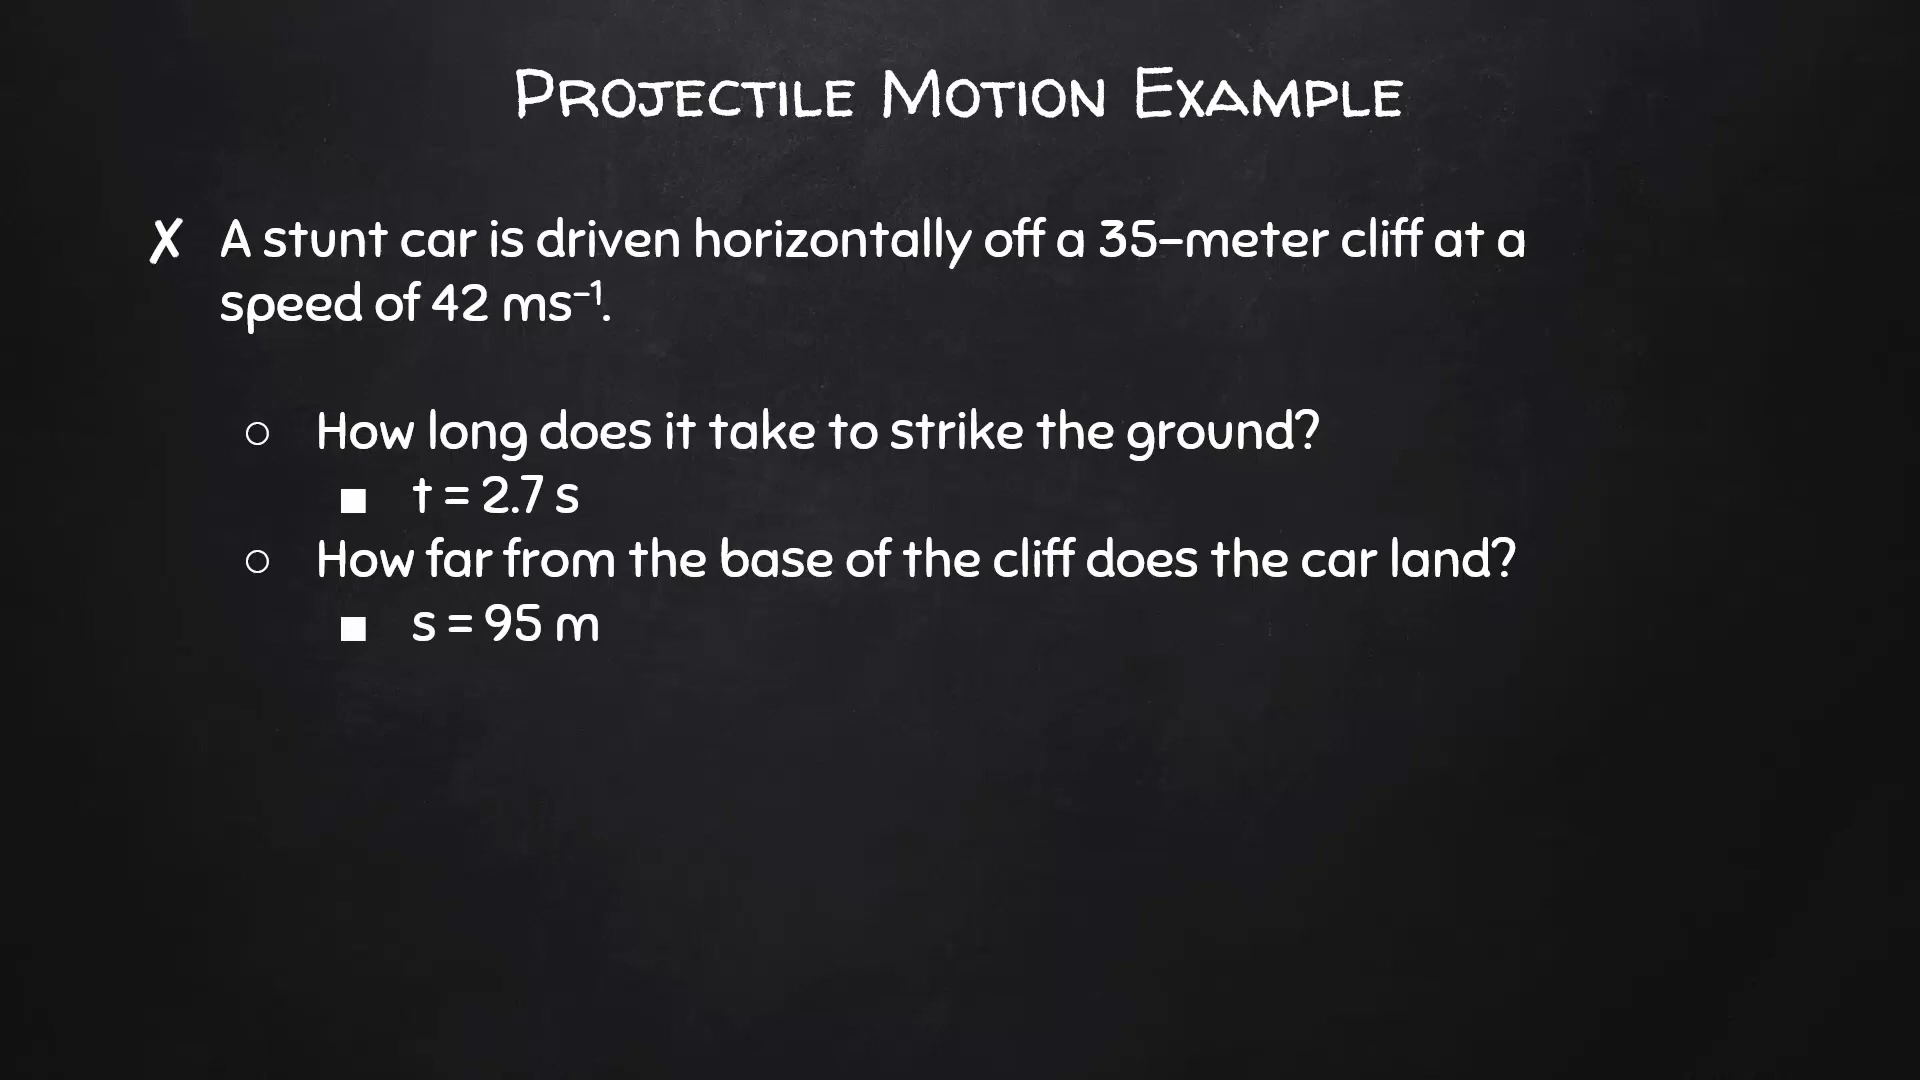 Projectile Motion Example
✗ A stunt car is driven horizontally off a 35-meter cliff at a
speed of 42 ms⁻¹.
○ How long does it take to strike the ground?
■ t = 2.7 s
○ How far from the base of the cliff does the car land?
■ s = 95 m